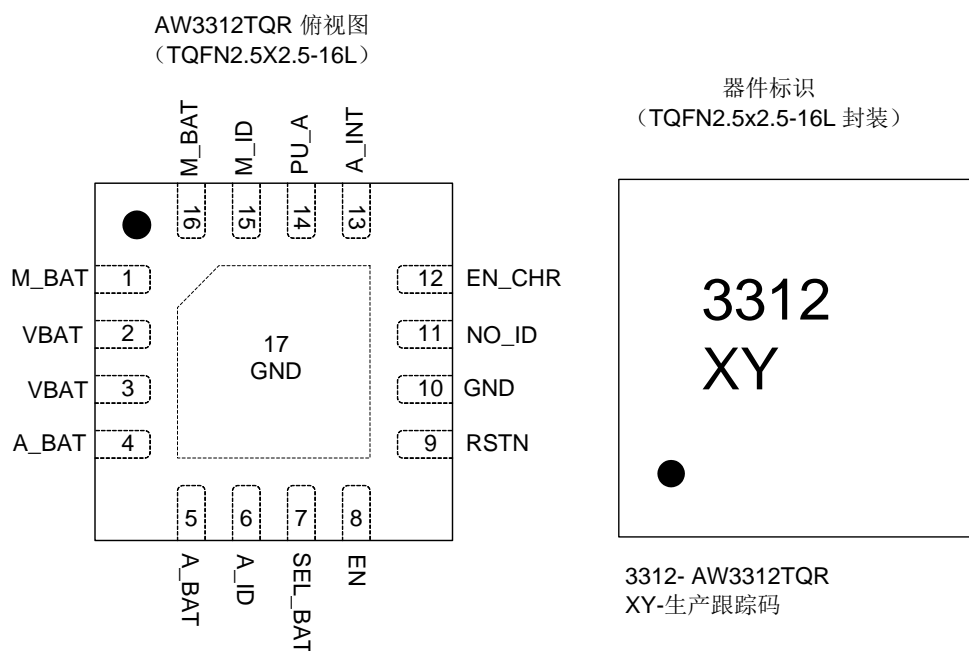 AW3312TQR 俯视图
（TQFN2.5X2.5-16L）
M_BAT
M_ID
PU_A
A_INT
16
15
14
13
M_BAT 1
VBAT 2
VBAT 3
A_BAT 4
17
GND
12 EN_CHR
11 NO_ID
10 GND
9 RSTN
5
6
7
8
A_BAT
A_ID
SEL_BAT
EN
器件标识
（TQFN2.5x2.5-16L 封装）
3312
XY
3312- AW3312TQR
XY-生产跟踪码